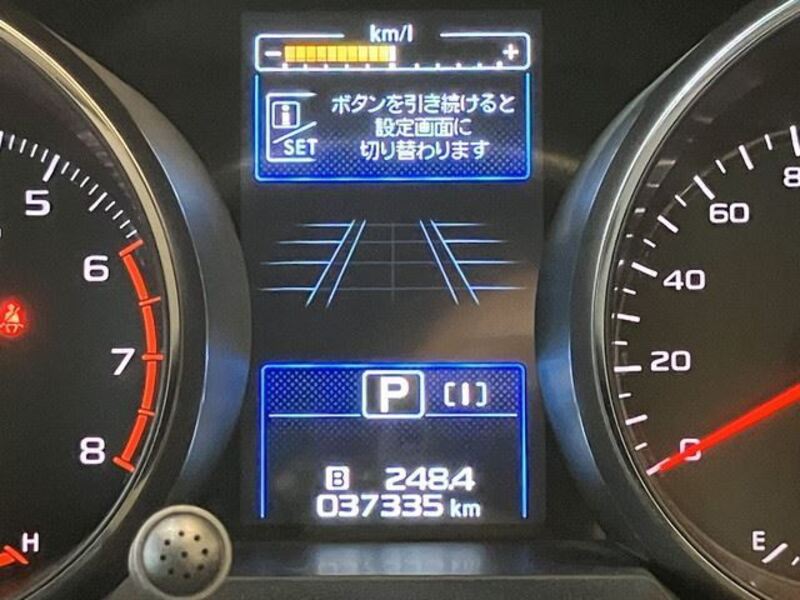 km/l
− +
i
SET
ボタンを引き続けると
設定画面に
切り替わります
5
6
7
8
H
8
60
40
20
0
E
P [I]
B 248.4
037335 km